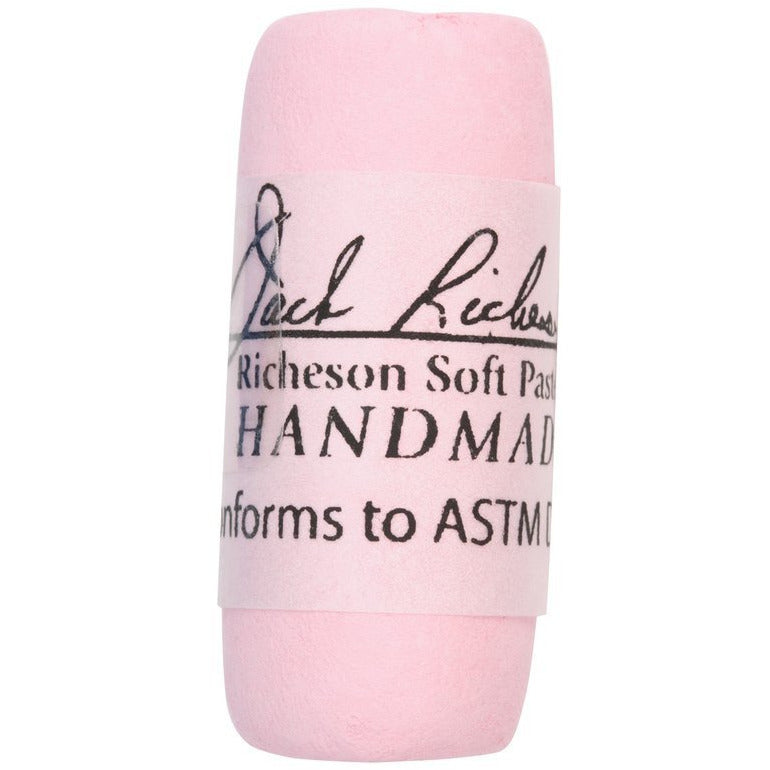 Jack Riches
Richeson Soft Past
HANDMAD
nforms to ASTM D